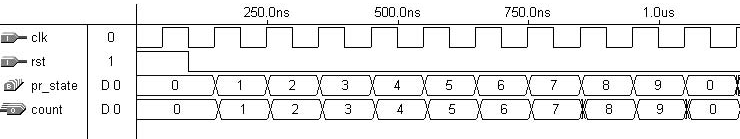 250.0ns 500.0ns 750.0ns 1.0us
clk 0
rst 1
pr_state D 0 0 1 2 3 4 5 6 7 8 9 0
count D 0 0 1 2 3 4 5 6 7 8 9 0